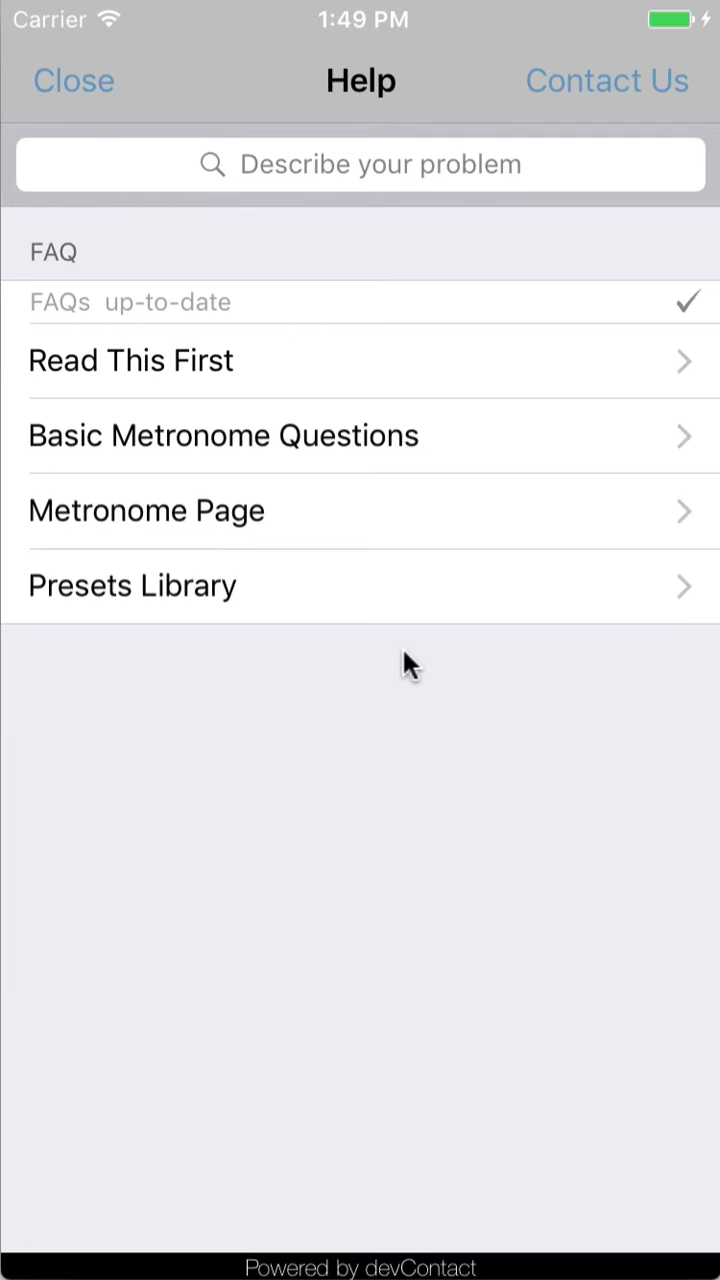 Carrier 1:49 PM
Close Help Contact Us
Describe your problem
FAQ
FAQs up-to-date
Read This First
Basic Metronome Questions
Metronome Page
Presets Library
Powered by devContact